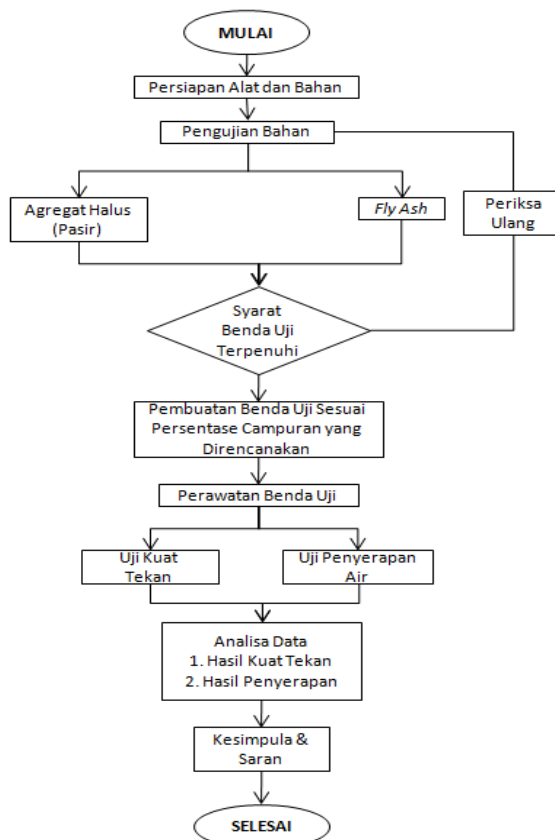 MULAI
Persiapan Alat dan Bahan
Pengujian Bahan
Agregat Halus
(Pasir)
Fly Ash
Periksa
Ulang
Syarat
Benda Uji
Terpenuhi
Pembuatan Benda Uji Sesuai
Persentase Campuran yang
Direncanakan
Perawatan Benda Uji
Uji Kuat
Tekan
Uji Penyerapan
Air
Analisa Data
1. Hasil Kuat Tekan
2. Hasil Penyerapan
Kesimpula &
Saran
SELESAI